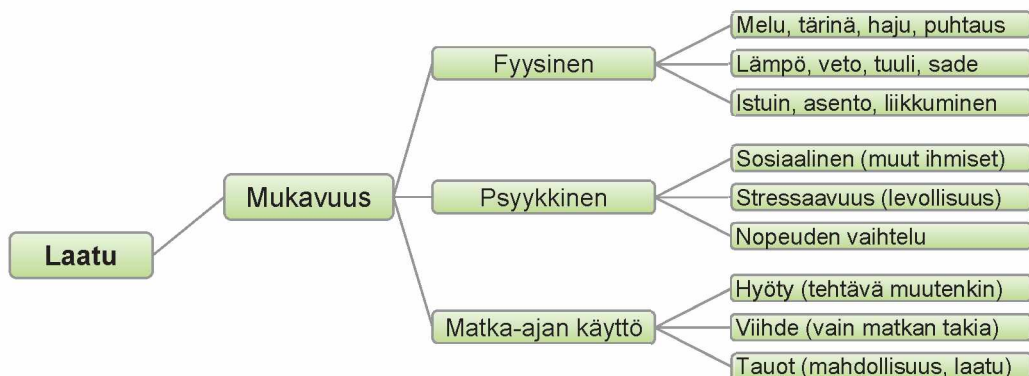 Laatu
Mukavuus
Fyysinen
Melu, tärinä, haju, puhtaus
Lämpö, veto, tuuli, sade
Istuin, asento, liikkuminen
Psyykkinen
Sosiaalinen (muut ihmiset)
Stressaavuus (levollisuus)
Nopeuden vaihtelu
Matka-ajan käyttö
Hyöty (tehtävä muutenkin)
Viihde (vain matkan takia)
Tauot (mahdollisuus, laatu)